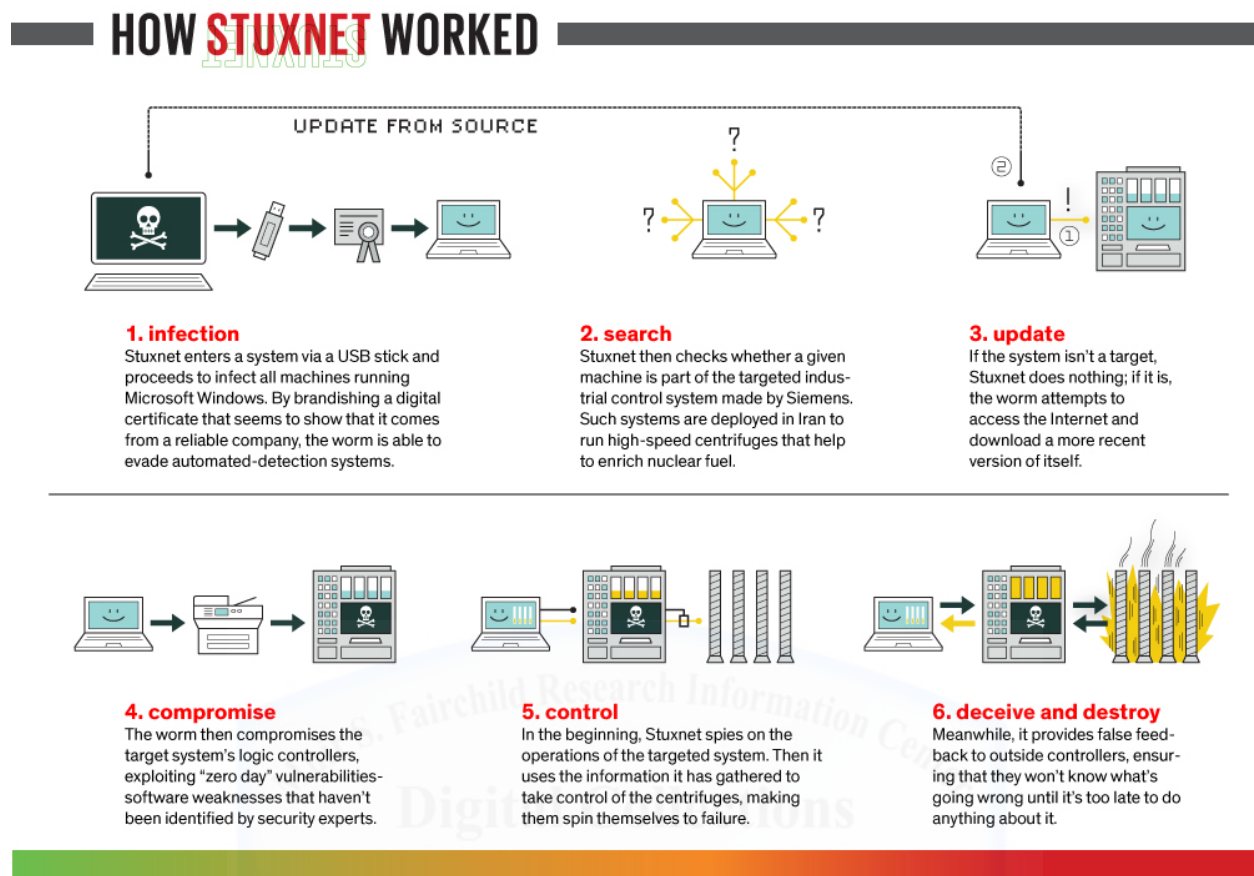 HOW STUXNET WORKED
STUXNET
UPDATE FROM SOURCE
?
?
?
2
!
1
1. infection
Stuxnet enters a system via a USB stick and
proceeds to infect all machines running
Microsoft Windows. By brandishing a digital
certificate that seems to show that it comes
from a reliable company, the worm is able to
evade automated-detection systems.
2. search
Stuxnet then checks whether a given
machine is part of the targeted indus-
trial control system made by Siemens.
Such systems are deployed in Iran to
run high-speed centrifuges that help
to enrich nuclear fuel.
3. update
If the system isn't a target,
Stuxnet does nothing; if it is,
the worm attempts to
access the Internet and
download a more recent
version of itself.
4. compromise
The worm then compromises the
target system's logic controllers,
exploiting “zero day” vulnerabilities-
software weaknesses that haven't
been identified by security experts.
5. control
In the beginning, Stuxnet spies on the
operations of the targeted system. Then it
uses the information it has gathered to
take control of the centrifuges, making
them spin themselves to failure.
6. deceive and destroy
Meanwhile, it provides false feed-
back to outside controllers, ensur-
ing that they won't know what's
going wrong until it's too late to do
anything about it.
S. Fairchild Research Information
Digital Collections